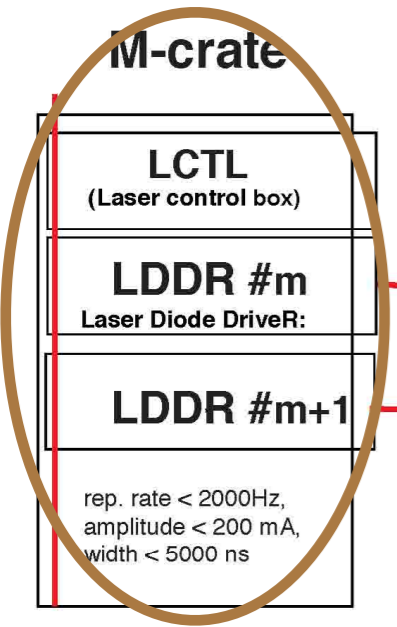 M-crate
LCTL
(Laser control box)
LDDR #m
Laser Diode DriveR:
LDDR #m+1
rep. rate < 2000Hz,
amplitude < 200 mA,
width < 5000 ns